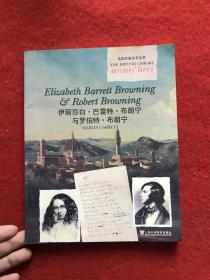 英国作家生平丛书
THE BRITISH LIBRARY
writers' lives
Elizabeth Barrett Browning
& Robert Browning
伊丽莎白·巴雷特·布朗宁
与罗伯特·布朗宁
MARTIN GARRETT
上海外语教育出版社